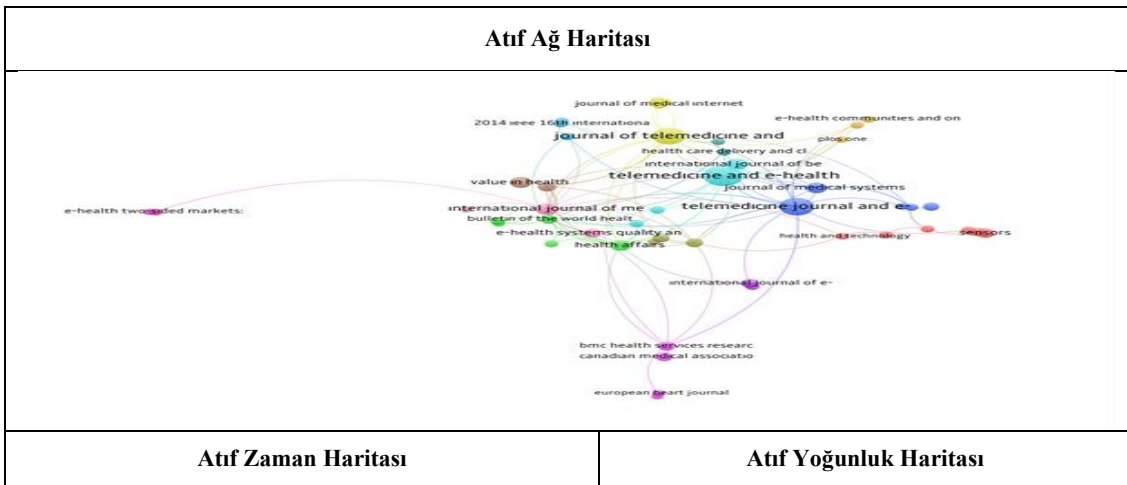 Atıf Ağ Haritası
journal of medical internet
2014 ieee 16th internationa
e-health communities and on
journal of telemedicine and
plos one
health care delivery and cl
international journal of be
telemedicine and e-health
value in health
journal of medical systems
e-health two-sided markets:
international journal of me
telemedicine journal and e-
bulletin of the world healt
e-health systems quality an
health and technology
sensors
health affairs
international journal of e-
bmc health services researc
canadian medical associatio
european heart journal
Atıf Zaman Haritası
Atıf Yoğunluk Haritası